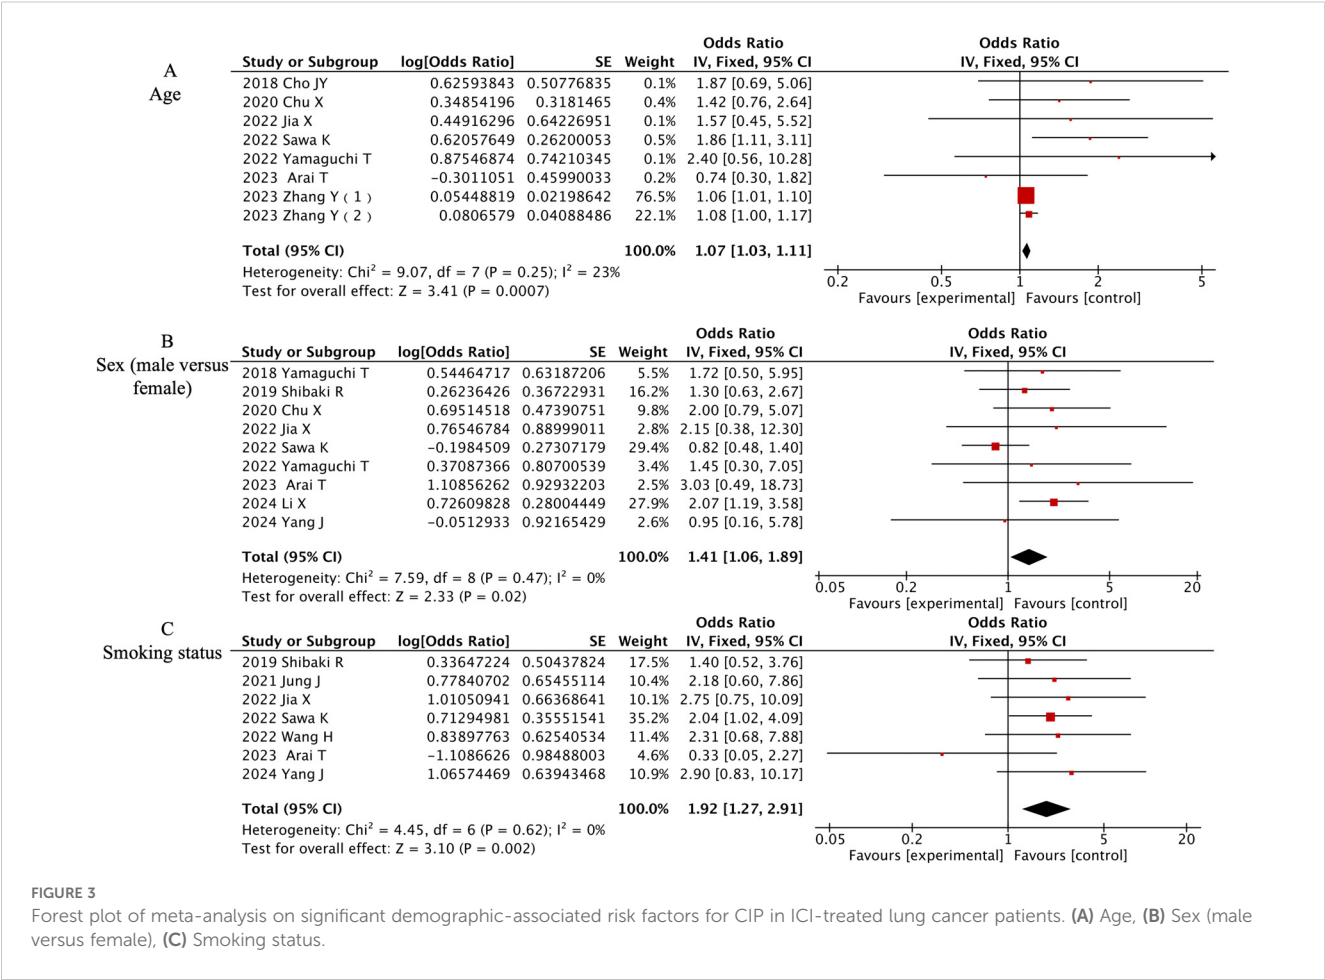 A
Age
Odds Ratio Odds Ratio
Study or Subgroup log[Odds Ratio] SE Weight IV, Fixed, 95% CI IV, Fixed, 95% CI
2018 Cho JY 0.62593843 0.50776835 0.1% 1.87 [0.69, 5.06]
2020 Chu X 0.34854196 0.3181465 0.4% 1.42 [0.76, 2.64]
2022 Jia X 0.44916296 0.64226951 0.1% 1.57 [0.45, 5.52]
2022 Sawa K 0.62057649 0.26200053 0.5% 1.86 [1.11, 3.11]
2022 Yamaguchi T 0.87546874 0.74210345 0.1% 2.40 [0.56, 10.28]
2023 Arai T -0.3011051 0.45990033 0.2% 0.74 [0.30, 1.82]
2023 Zhang Y（1） 0.05448819 0.02198642 76.5% 1.06 [1.01, 1.10]
2023 Zhang Y（2） 0.0806579 0.04088486 22.1% 1.08 [1.00, 1.17]
Total (95% CI) 100.0% 1.07 [1.03, 1.11]
Heterogeneity: Chi² = 9.07, df = 7 (P = 0.25); I² = 23%
Test for overall effect: Z = 3.41 (P = 0.0007)
0.2 0.5 1 2 5
Favours [experimental] Favours [control]
B
Sex (male versus
female)
Odds Ratio Odds Ratio
Study or Subgroup log[Odds Ratio] SE Weight IV, Fixed, 95% CI IV, Fixed, 95% CI
2018 Yamaguchi T 0.54464717 0.63187206 5.5% 1.72 [0.50, 5.95]
2019 Shibaki R 0.26236426 0.36722931 16.2% 1.30 [0.63, 2.67]
2020 Chu X 0.69514518 0.47390751 9.8% 2.00 [0.79, 5.07]
2022 Jia X 0.76546784 0.88999011 2.8% 2.15 [0.38, 12.30]
2022 Sawa K -0.1984509 0.27307179 29.4% 0.82 [0.48, 1.40]
2022 Yamaguchi T 0.37087366 0.80700539 3.4% 1.45 [0.30, 7.05]
2023 Arai T 1.10856262 0.92932203 2.5% 3.03 [0.49, 18.73]
2024 Li X 0.72609828 0.28004449 27.9% 2.07 [1.19, 3.58]
2024 Yang J -0.0512933 0.92165429 2.6% 0.95 [0.16, 5.78]
Total (95% CI) 100.0% 1.41 [1.06, 1.89]
Heterogeneity: Chi² = 7.59, df = 8 (P = 0.47); I² = 0%
Test for overall effect: Z = 2.33 (P = 0.02)
0.05 0.2 1 5 20
Favours [experimental] Favours [control]
C
Smoking status
Odds Ratio Odds Ratio
Study or Subgroup log[Odds Ratio] SE Weight IV, Fixed, 95% CI IV, Fixed, 95% CI
2019 Shibaki R 0.33647224 0.50437824 17.5% 1.40 [0.52, 3.76]
2021 Jung J 0.77840702 0.65455114 10.4% 2.18 [0.60, 7.86]
2022 Jia X 1.01050941 0.66368641 10.1% 2.75 [0.75, 10.09]
2022 Sawa K 0.71294981 0.35551541 35.2% 2.04 [1.02, 4.09]
2022 Wang H 0.83897763 0.62540534 11.4% 2.31 [0.68, 7.88]
2023 Arai T -1.1086626 0.98488003 4.6% 0.33 [0.05, 2.27]
2024 Yang J 1.06574469 0.63943468 10.9% 2.90 [0.83, 10.17]
Total (95% CI) 100.0% 1.92 [1.27, 2.91]
Heterogeneity: Chi² = 4.45, df = 6 (P = 0.62); I² = 0%
Test for overall effect: Z = 3.10 (P = 0.002)
0.05 0.2 1 5 20
Favours [experimental] Favours [control]
FIGURE 3
Forest plot of meta-analysis on significant demographic-associated risk factors for CIP in ICI-treated lung cancer patients. (A) Age, (B) Sex (male
versus female), (C) Smoking status.